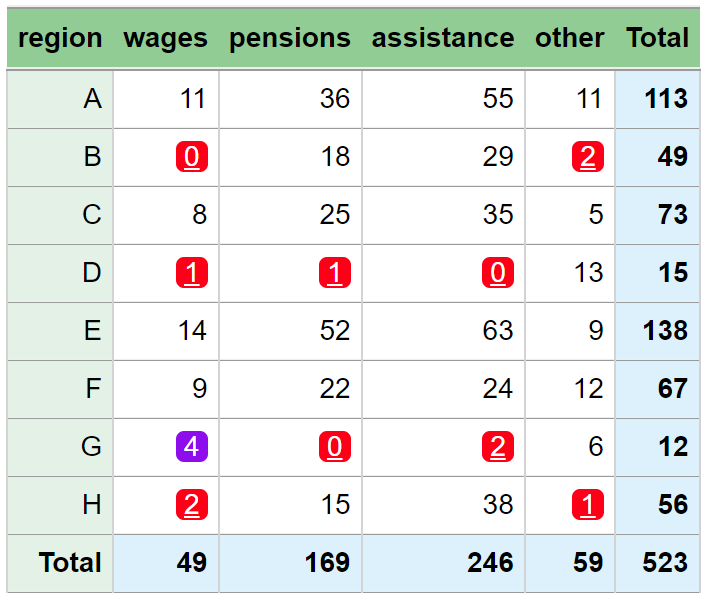 region wages pensions assistance other Total
A 11 36 55 11 113
B 0 18 29 2 49
C 8 25 35 5 73
D 1 1 0 13 15
E 14 52 63 9 138
F 9 22 24 12 67
G 4 0 2 6 12
H 2 15 38 1 56
Total 49 169 246 59 523